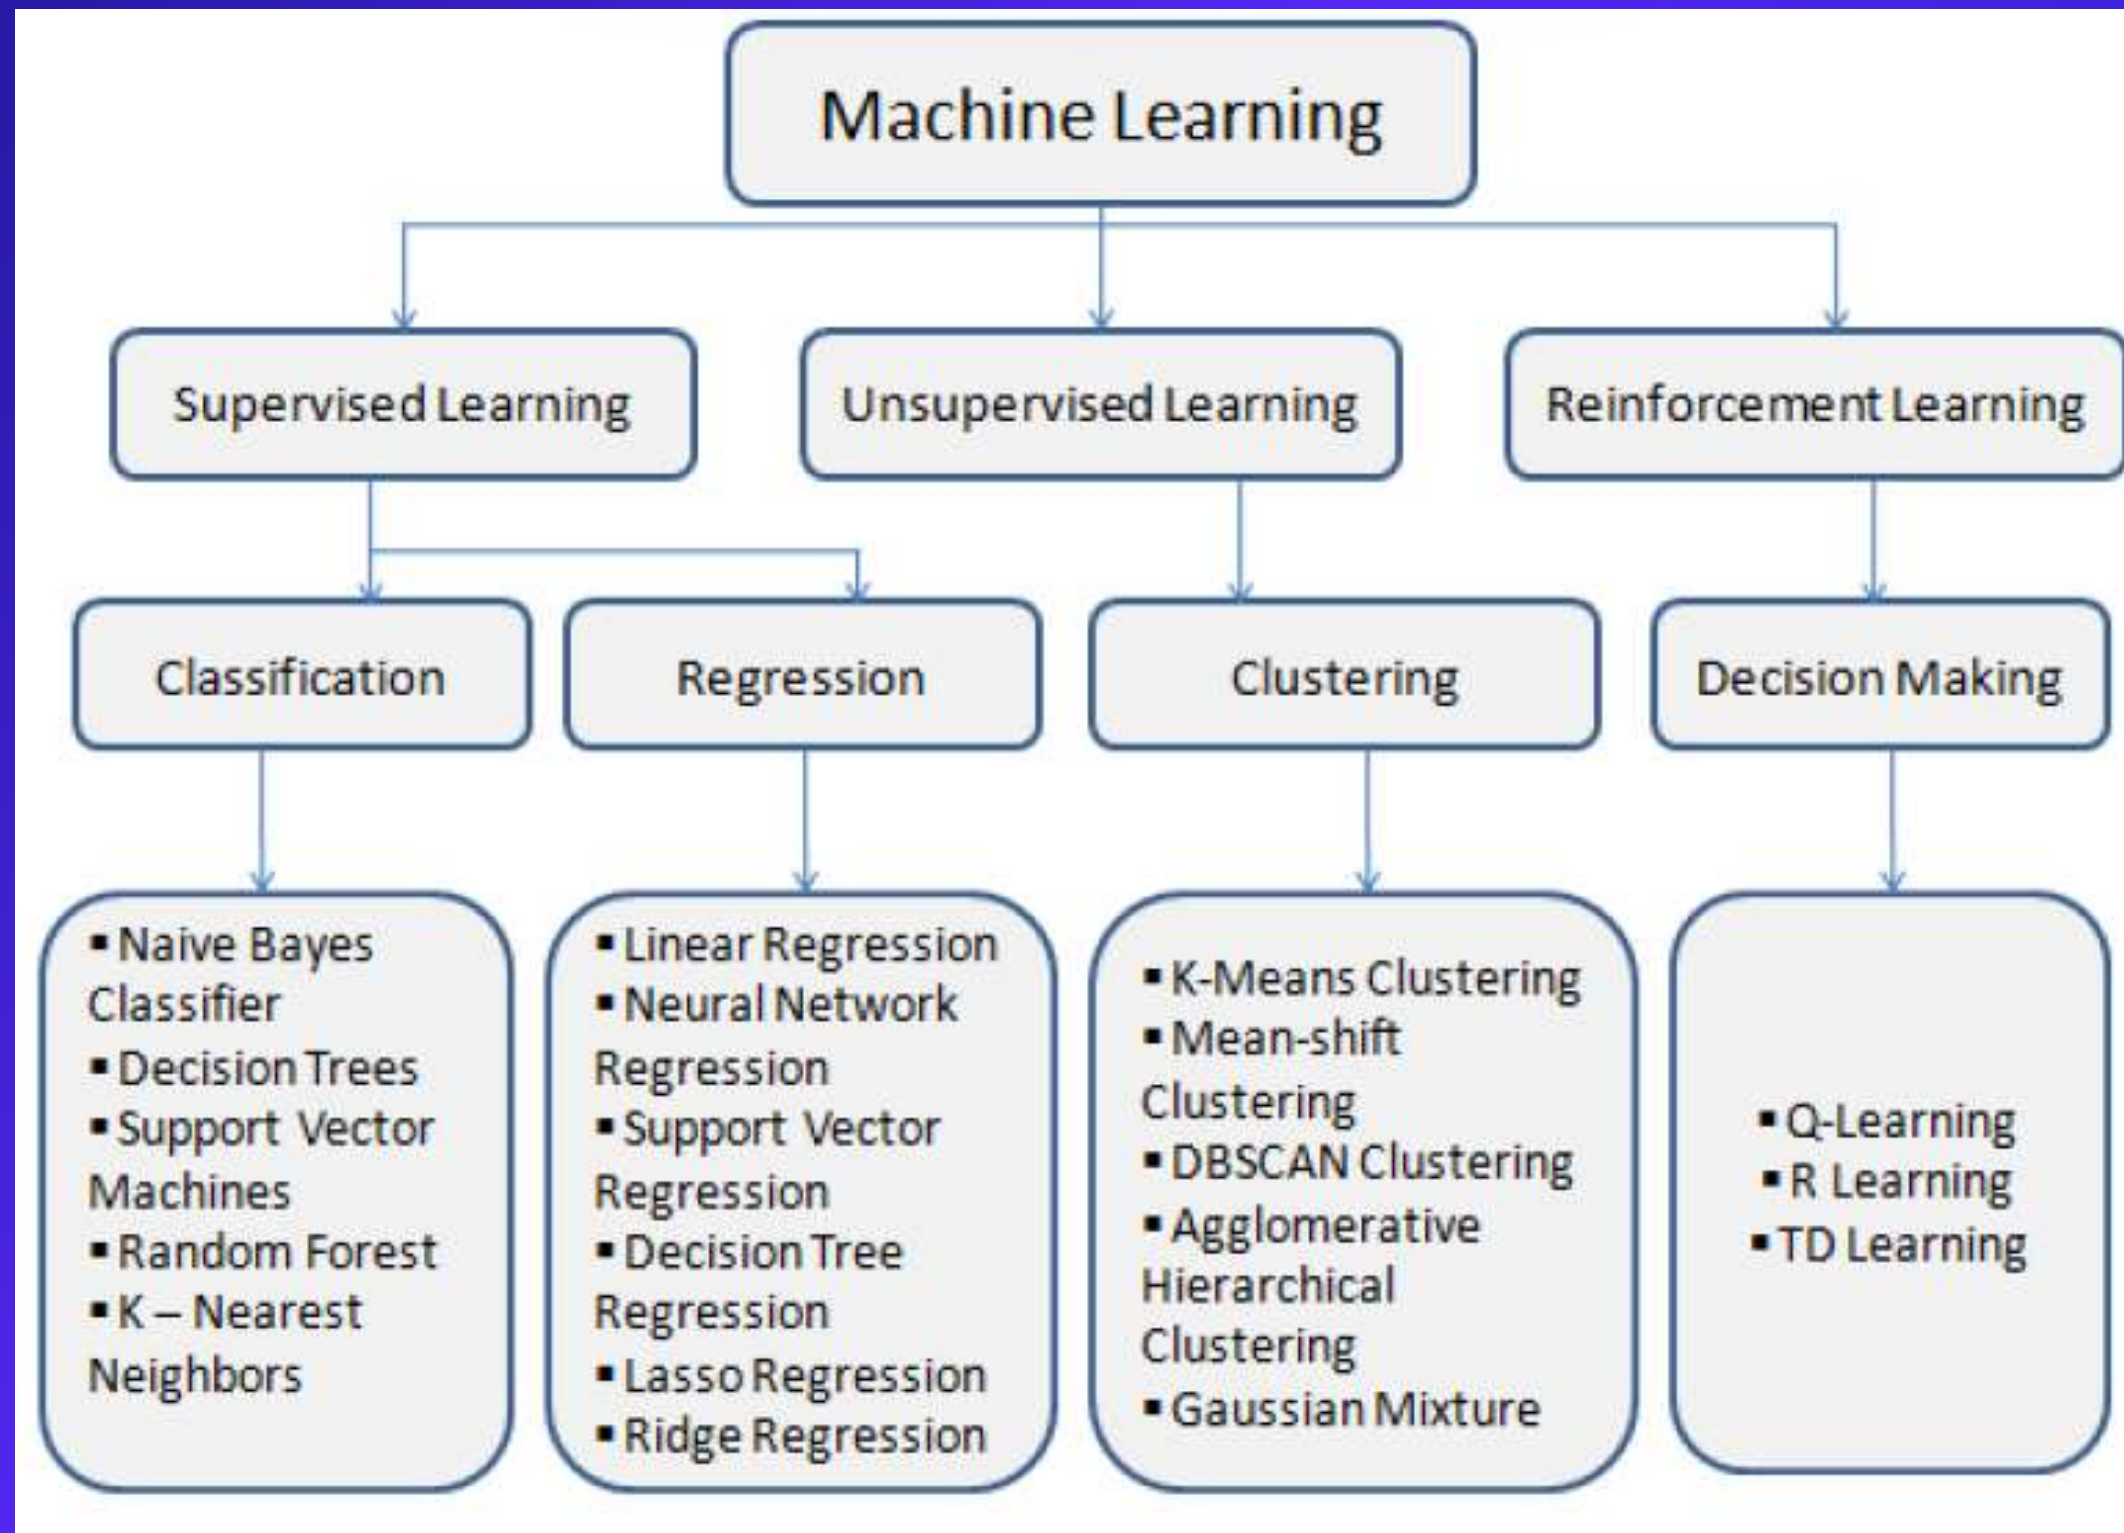 Machine Learning
Supervised Learning
Unsupervised Learning
Reinforcement Learning
Classification
Regression
Clustering
Decision Making
▪ Naive Bayes
Classifier
▪ Decision Trees
▪ Support Vector
Machines
▪ Random Forest
▪ K – Nearest
Neighbors
▪ Linear Regression
▪ Neural Network
Regression
▪ Support Vector
Regression
▪ Decision Tree
Regression
▪ Lasso Regression
▪ Ridge Regression
▪ K-Means Clustering
▪ Mean-shift
Clustering
▪ DBSCAN Clustering
▪ Agglomerative
Hierarchical
Clustering
▪ Gaussian Mixture
▪ Q-Learning
▪ R Learning
▪ TD Learning